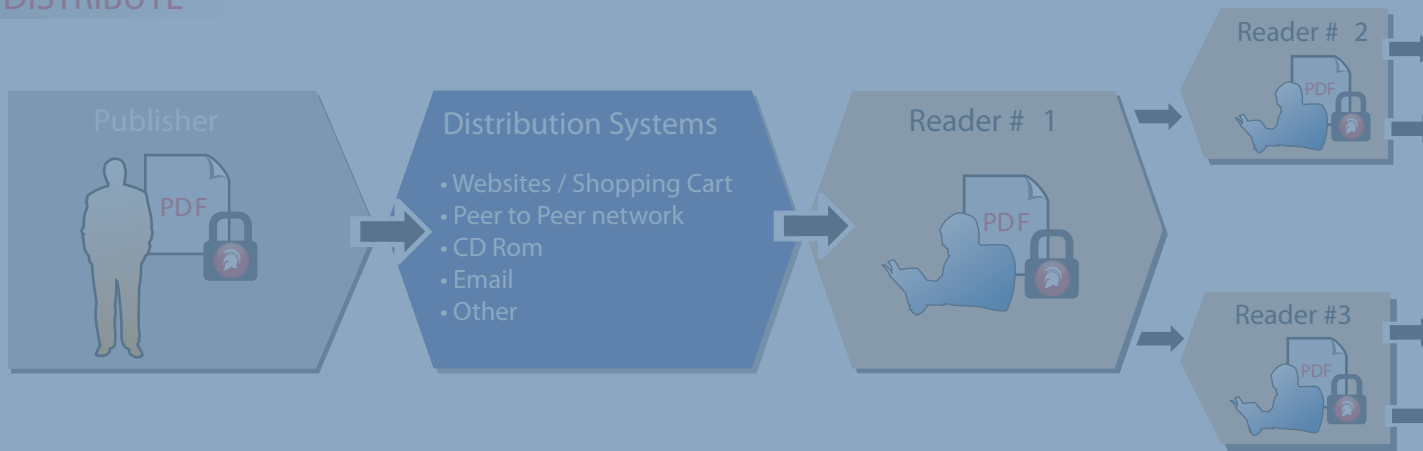 DISTRIBUTE
Publisher
PDF
Distribution Systems
• Websites / Shopping Cart
• Peer to Peer network
• CD Rom
• Email
• Other
Reader # 1
PDF
Reader # 2
PDF
Reader #3
PDF